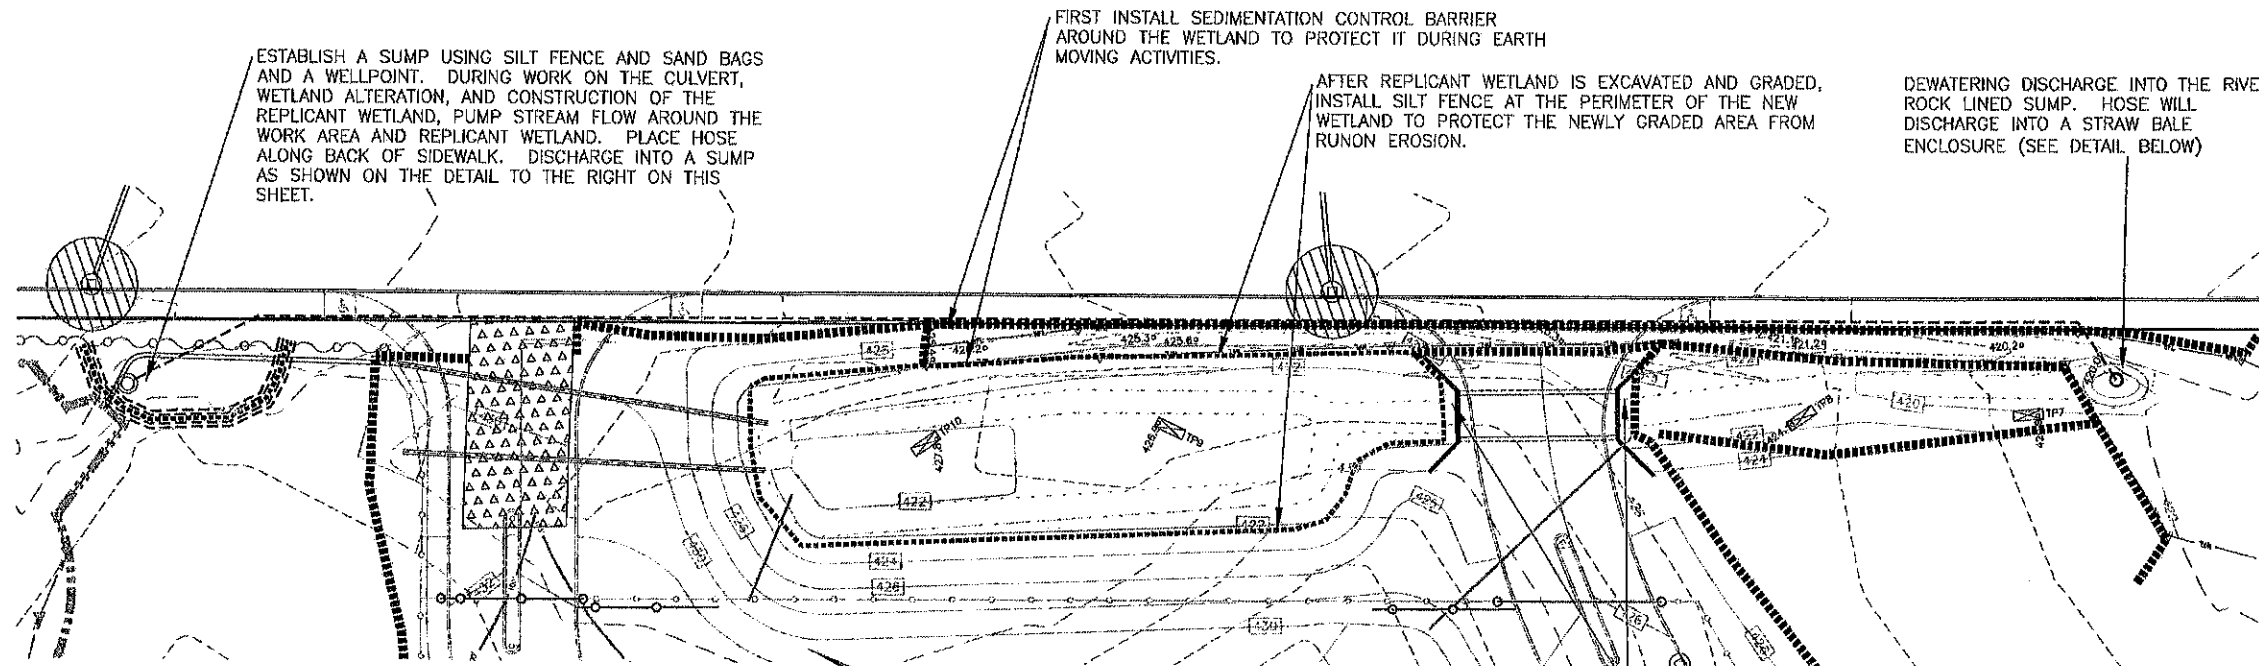 FIRST INSTALL SEDIMENTATION CONTROL BARRIER
AROUND THE WETLAND TO PROTECT IT DURING EARTH
MOVING ACTIVITIES.
ESTABLISH A SUMP USING SILT FENCE AND SAND BAGS
AND A WELLPOINT. DURING WORK ON THE CULVERT,
WETLAND ALTERATION, AND CONSTRUCTION OF THE
REPLICANT WETLAND, PUMP STREAM FLOW AROUND THE
WORK AREA AND REPLICANT WETLAND. PLACE HOSE
ALONG BACK OF SIDEWALK. DISCHARGE INTO A SUMP
AS SHOWN ON THE DETAIL TO THE RIGHT ON THIS
SHEET.
AFTER REPLICANT WETLAND IS EXCAVATED AND GRADED,
INSTALL SILT FENCE AT THE PERIMETER OF THE NEW
WETLAND TO PROTECT THE NEWLY GRADED AREA FROM
RUNON EROSION.
DEWATERING DISCHARGE INTO THE RIVE
ROCK LINED SUMP. HOSE WILL
DISCHARGE INTO A STRAW BALE
ENCLOSURE (SEE DETAIL BELOW)
420.2
TP10
TP9
TP8
TP7
420
422
422
424
424
426
430
426